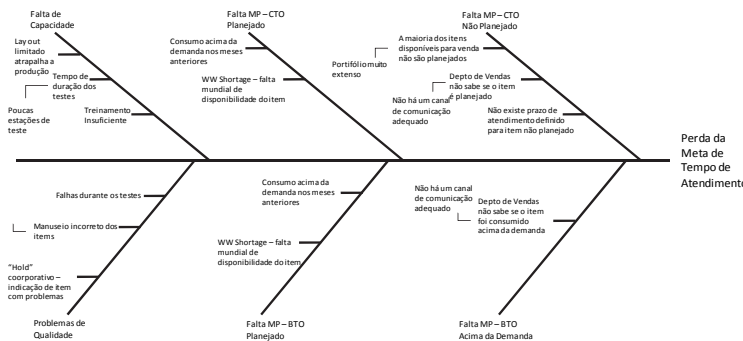 Falta de
Capacidade
Falta MP – CTO
Planejado
Falta MP – CTO
Não Planejado
Lay out
limitado
atrapalha a
produção
Tempo de
duração dos
testes
Poucas
estações de
teste
Treinamento
Insuficiente
Consumo acima da
demanda nos meses
anteriores
WW Shortage – falta
mundial de
disponibilidade do item
A maioria dos itens
disponíveis para venda
não são planejados
Portifólio muito
extenso
Depto de Vendas
não sabe se o item
é planejado
Não há um canal
de comunicação
adequado
Não existe prazo de
atendimento definido
para item não planejado
Perda da
Meta de
Tempo de
Atendimento
Falhas durante os testes
Manuseio incorreto dos
items
"Hold"
coorporativo –
indicação de item
com problemas
Consumo acima da
demanda nos meses
anteriores
WW Shortage – falta
mundial de
disponibilidade do item
Não há um canal
de comunicação
adequado
Depto de Vendas
não sabe se o item
foi consumido
acima da demanda
Problemas de
Qualidade
Falta MP – BTO
Planejado
Falta MP – BTO
Acima da Demanda